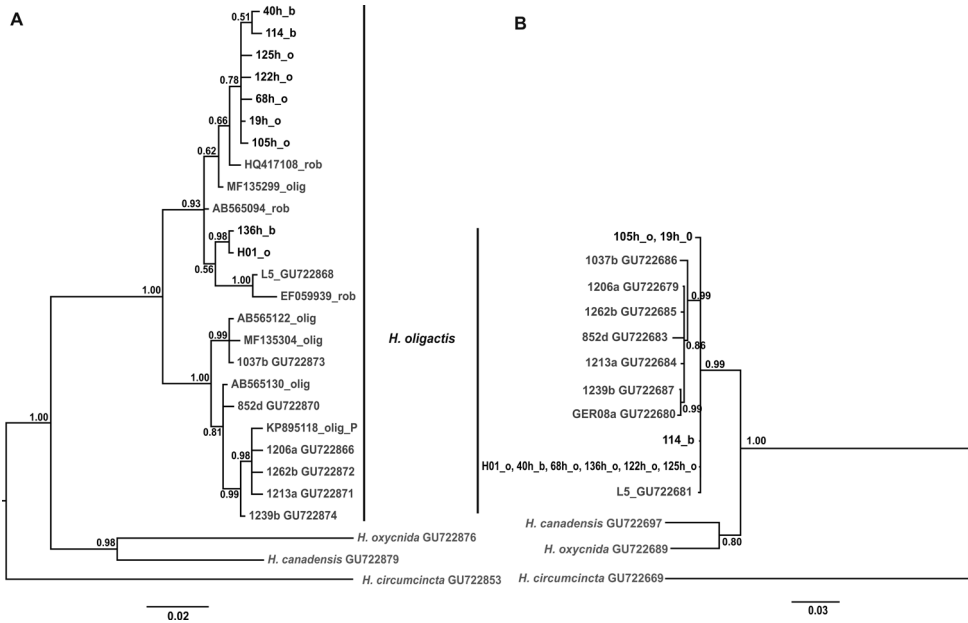 A
40h_b
0.51
114_b
125h_o
122h_o
0.78
68h_o
19h_o
0.66
105h_o
0.62
HQ417108_rob
MF135299_olig
0.93
AB565094_rob
136h_b
0.98
H01_o
0.56
L5_GU722868
1.00
EF059939_rob
1.00
AB565122_olig
0.99
MF135304_olig
1037b GU722873
1.00
AB565130_olig
852d GU722870
0.81
KP895118_olig_P
1206a GU722866
0.98
1262b GU722872
0.99
1213a GU722871
1239b GU722874
1.00
H. oxycnida GU722876
0.98
H. canadensis GU722879
H. circumcincta GU722853
0.02
H. oligactis
B
105h_o, 19h_0
1037b GU722686
1206a GU722679
0.99
1262b GU722685
852d GU722683
0.86
1213a GU722684
0.99
1239b GU722687
0.99
GER08a GU722680
114_b
1.00
H01_o, 40h_b, 68h_o, 136h_o, 122h_o, 125h_o
L5_GU722681
H. canadensis GU722697
0.80
H. oxycnida GU722689
H. circumcincta GU722669
0.03